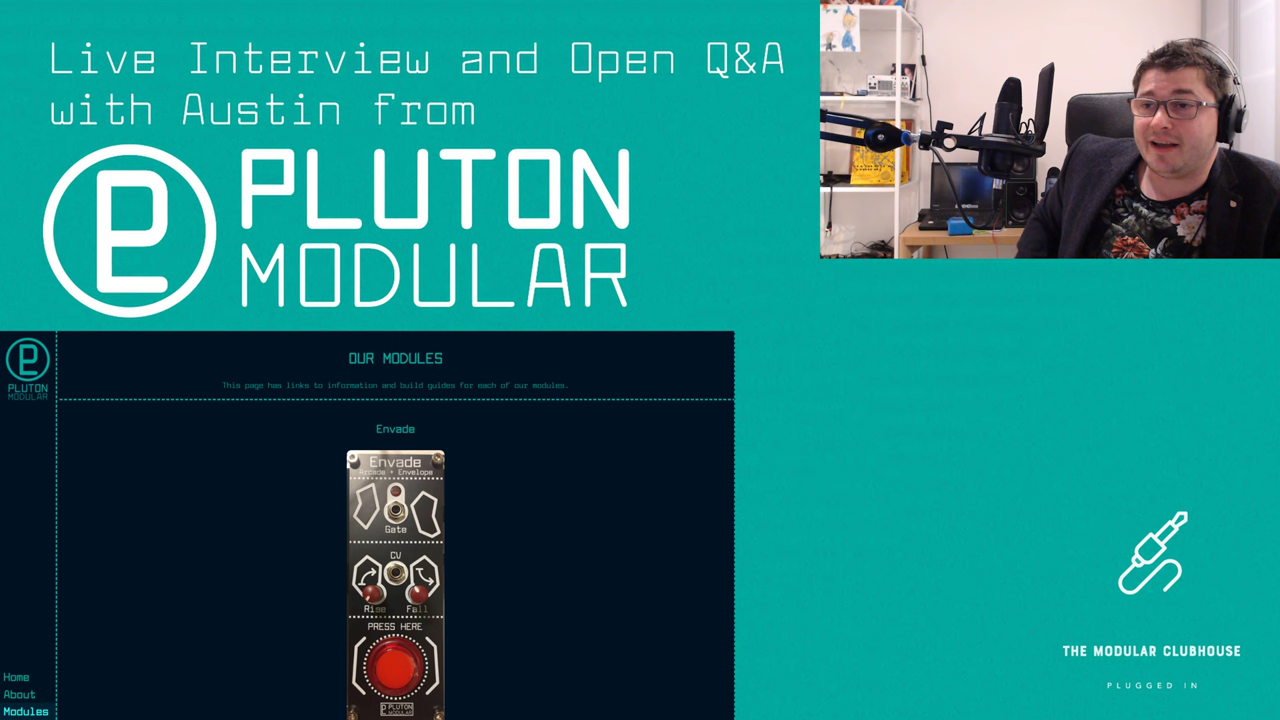 Live Interview and Open Q&A
with Austin from
PLUTON
MODULAR
PLUTON
MODULAR
OUR MODULES
This page has links to information and build guides for each of our modules.
Envade
Envade
Arcade + Envelope
Gate
CV
Rise Fall
PRESS HERE
PLUTON
MODULAR
Home
About
Modules
THE MODULAR CLUBHOUSE
PLUGGED IN